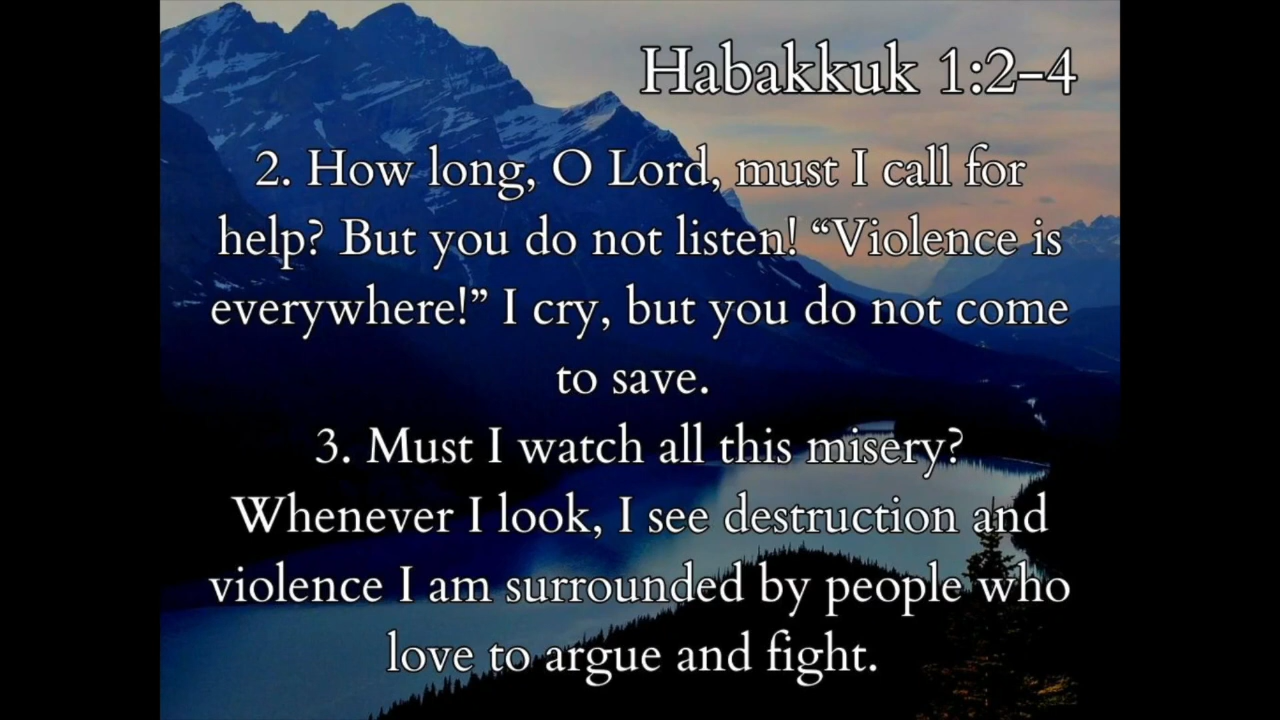 Habakkuk 1:2-4
2. How long, O Lord, must I call for
help? But you do not listen! “Violence is
everywhere!” I cry, but you do not come
to save.
3. Must I watch all this misery?
Whenever I look, I see destruction and
violence I am surrounded by people who
love to argue and fight.